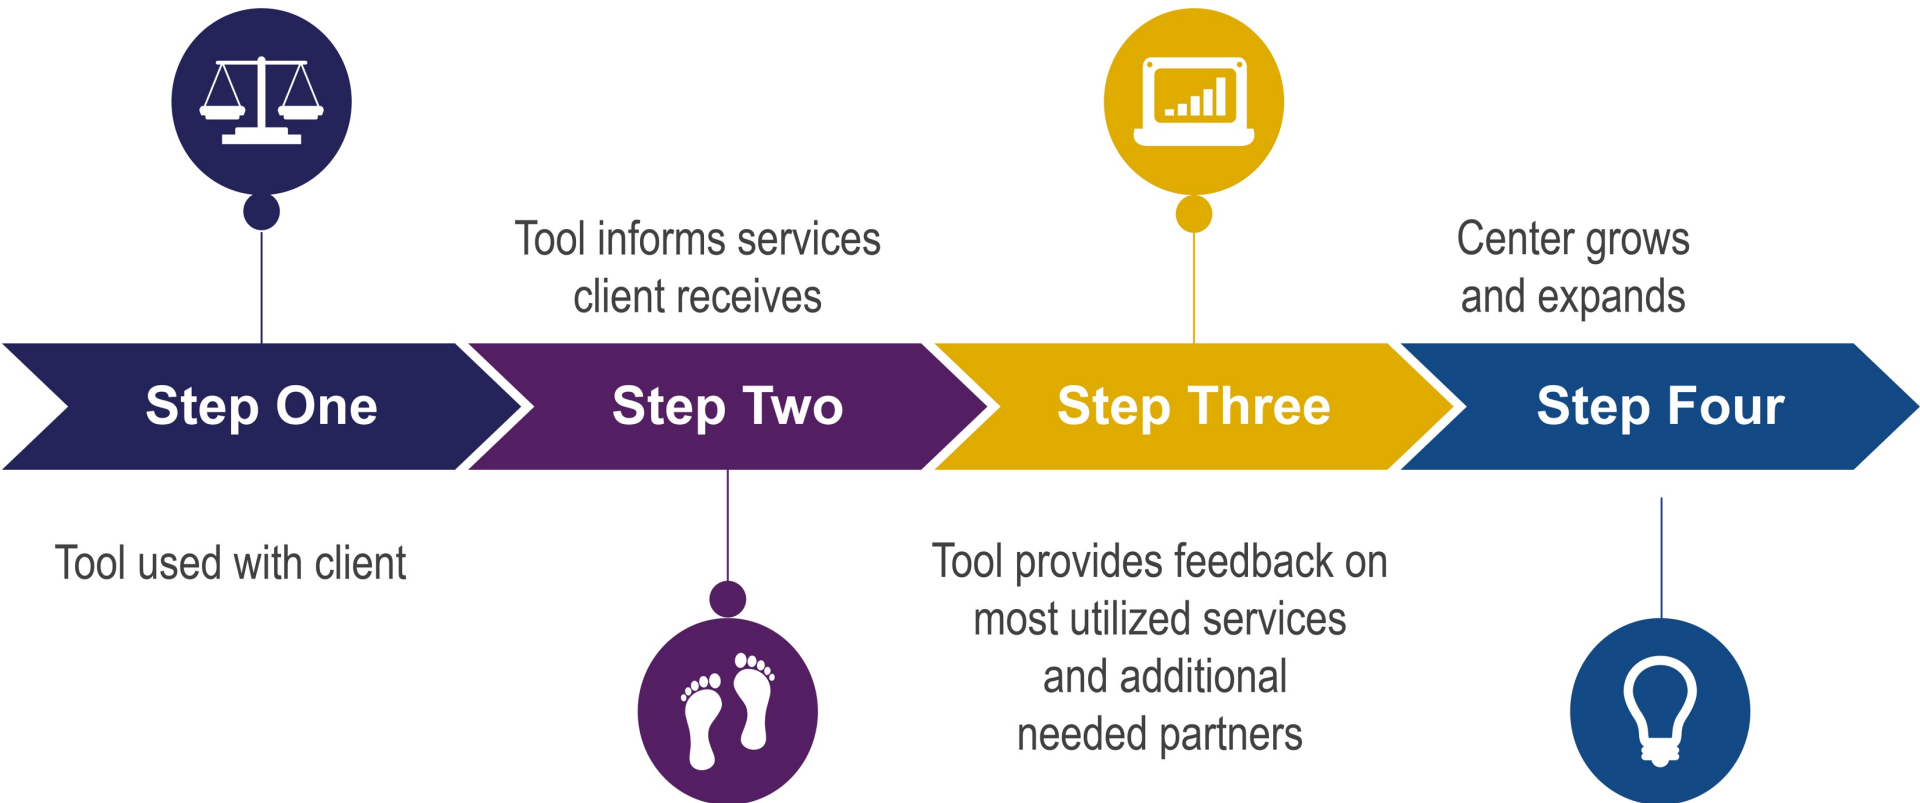 Tool informs services
client receives
Center grows
and expands
Step One
Step Two
Step Three
Step Four
Tool used with client
Tool provides feedback on
most utilized services
and additional
needed partners